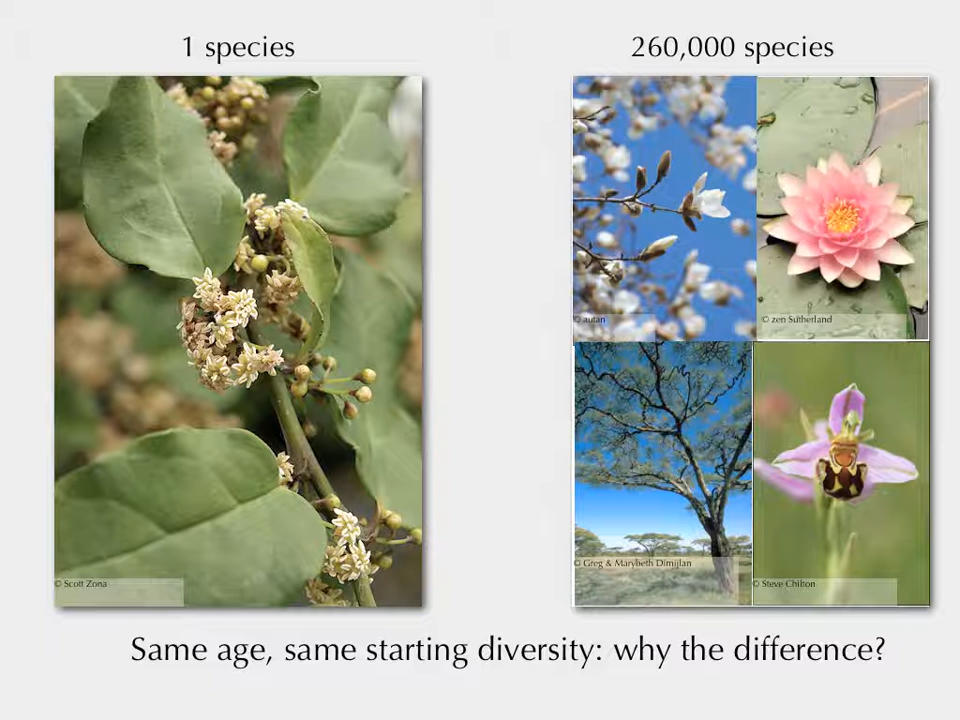 1 species
260,000 species
© autan
© zen Sutherland
© Greg & Marybeth Dimijian
© Scott Zona
© Steve Chilton
Same age, same starting diversity: why the difference?